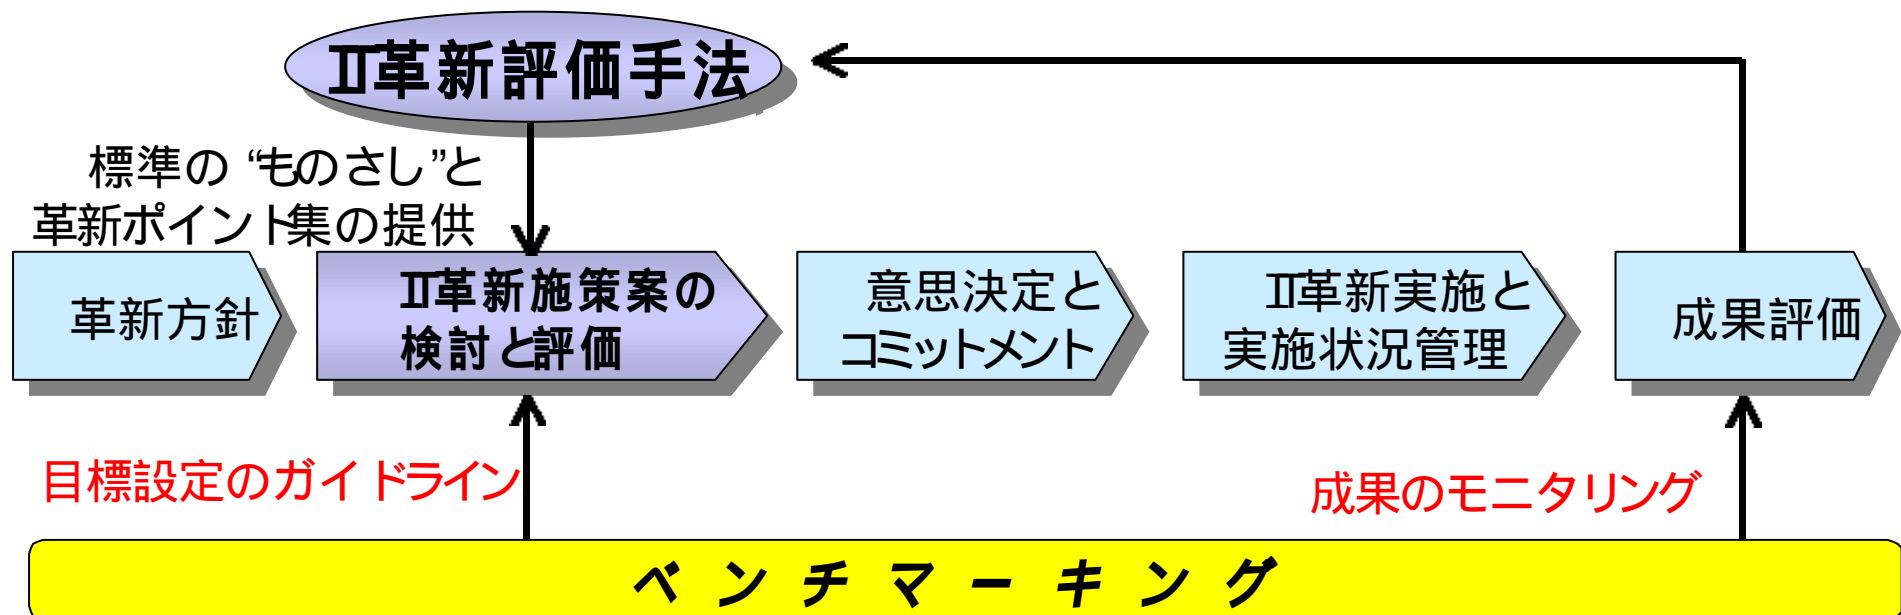 IT革新評価手法
標準の“ものさし”と
革新ポイント集の提供
革新方針
IT革新施策案の
検討と評価
意思決定と
コミットメント
IT革新実施と
実施状況管理
成果評価
目標設定のガイドライン
成果のモニタリング
ベンチマーキング